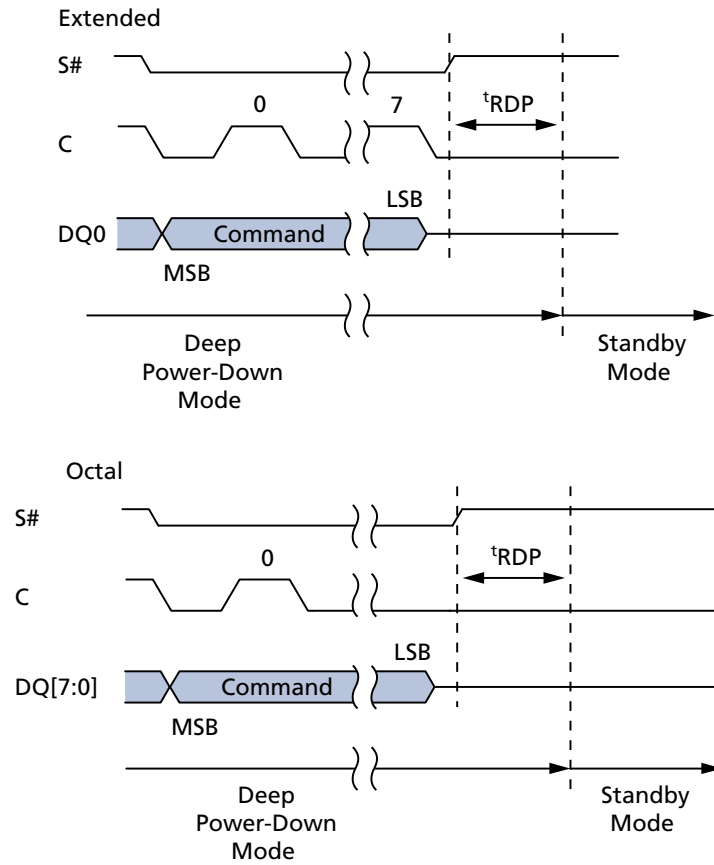 Extended
S#
0
7
tRDP
C
LSB
DQ0
Command
MSB
Deep
Power-Down
Mode
Standby
Mode
Octal
S#
0
tRDP
C
LSB
DQ[7:0]
Command
MSB
Deep
Power-Down
Mode
Standby
Mode